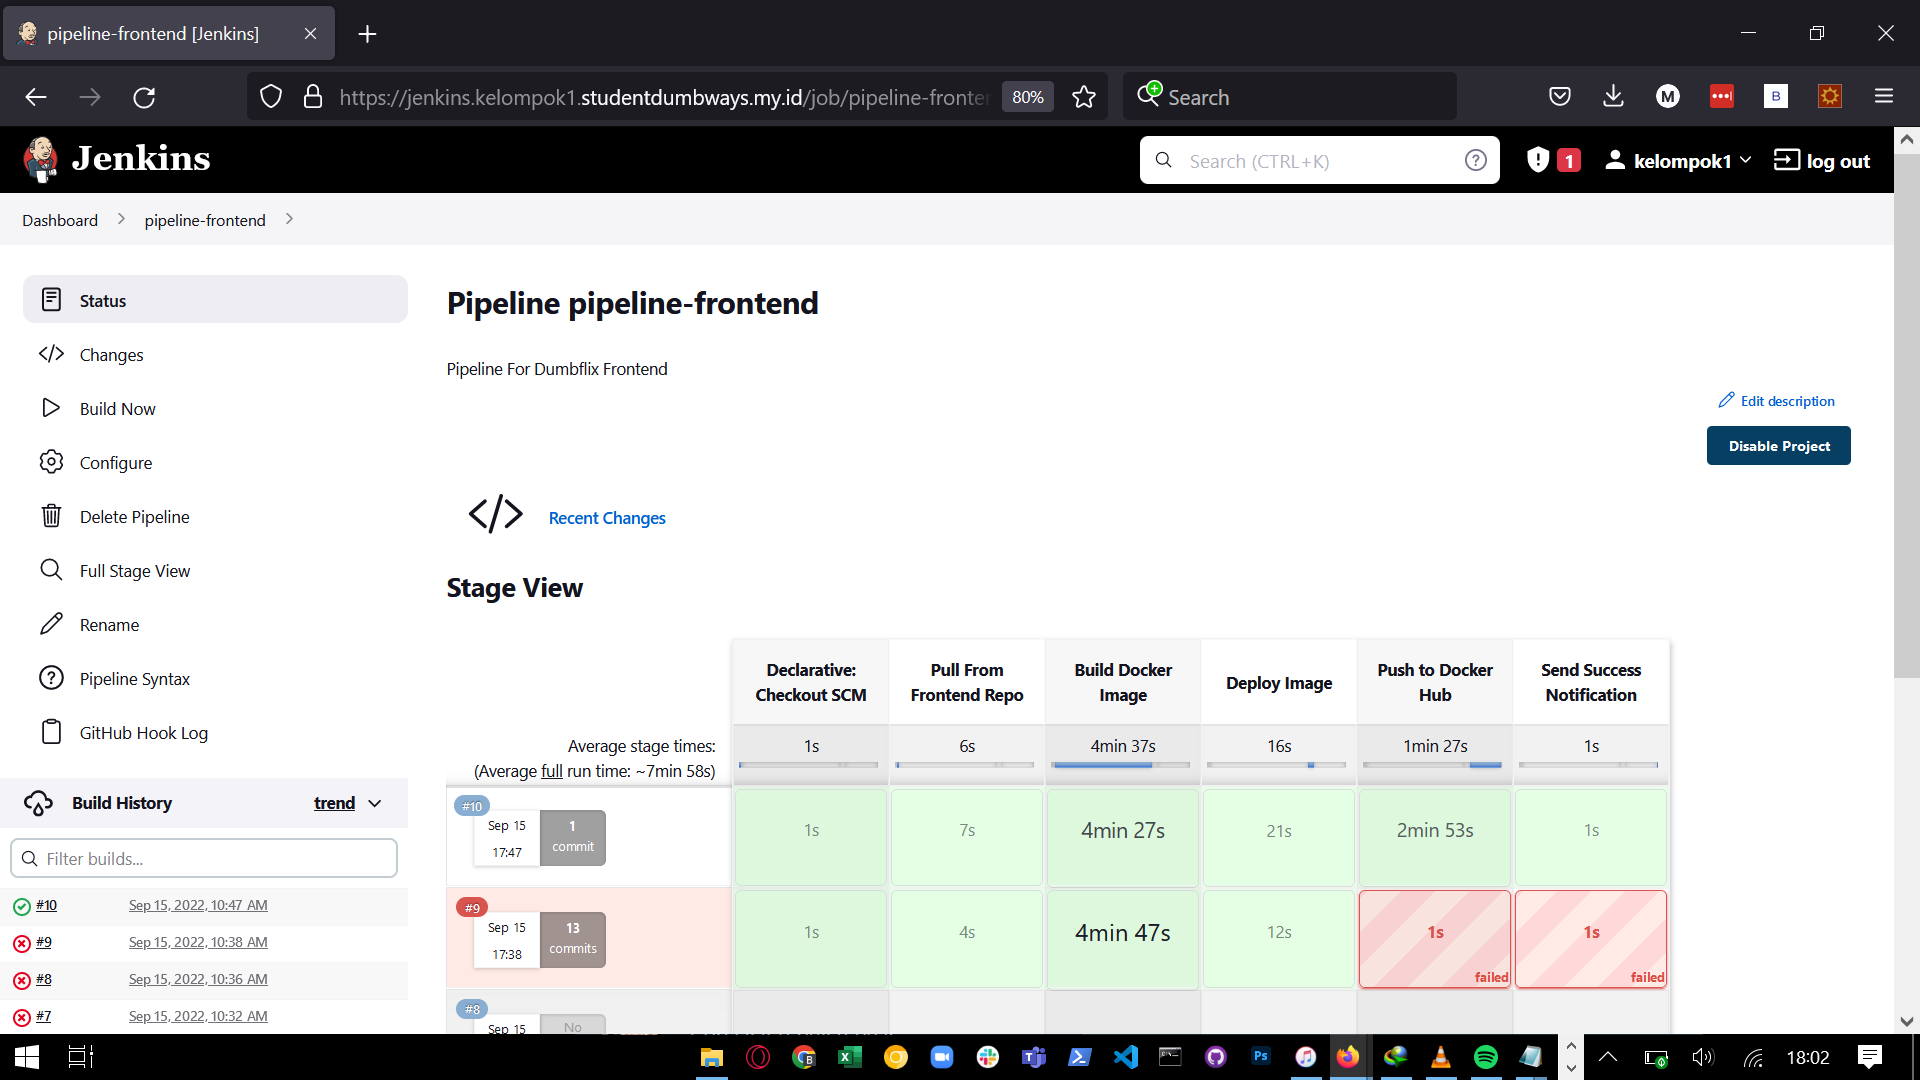 pipeline-frontend [Jenkins]
https://jenkins.kelompok1.studentdumbways.my.id/job/pipeline-fronten
80%
Search
M
B
Jenkins
Search (CTRL+K)
1
kelompok1
log out
Dashboard
pipeline-frontend
Status
Changes
Build Now
Configure
Delete Pipeline
Full Stage View
Rename
Pipeline Syntax
GitHub Hook Log
Build History
trend
Filter builds...
#10 Sep 15, 2022, 10:47 AM
#9 Sep 15, 2022, 10:38 AM
#8 Sep 15, 2022, 10:36 AM
#7 Sep 15, 2022, 10:32 AM
Pipeline pipeline-frontend
Pipeline For Dumbflix Frontend
Edit description
Disable Project
Recent Changes
Stage View
Declarative: Checkout SCM
Pull From Frontend Repo
Build Docker Image
Deploy Image
Push to Docker Hub
Send Success Notification
Average stage times:
(Average full run time: ~7min 58s)
1s 6s 4min 37s 16s 1min 27s 1s
#10
Sep 15 17:47
1 commit
1s 7s 4min 27s 21s 2min 53s 1s
#9
Sep 15 17:38
13 commits
1s 4s 4min 47s 12s 1s failed 1s failed
#8
Sep 15
No
18:02